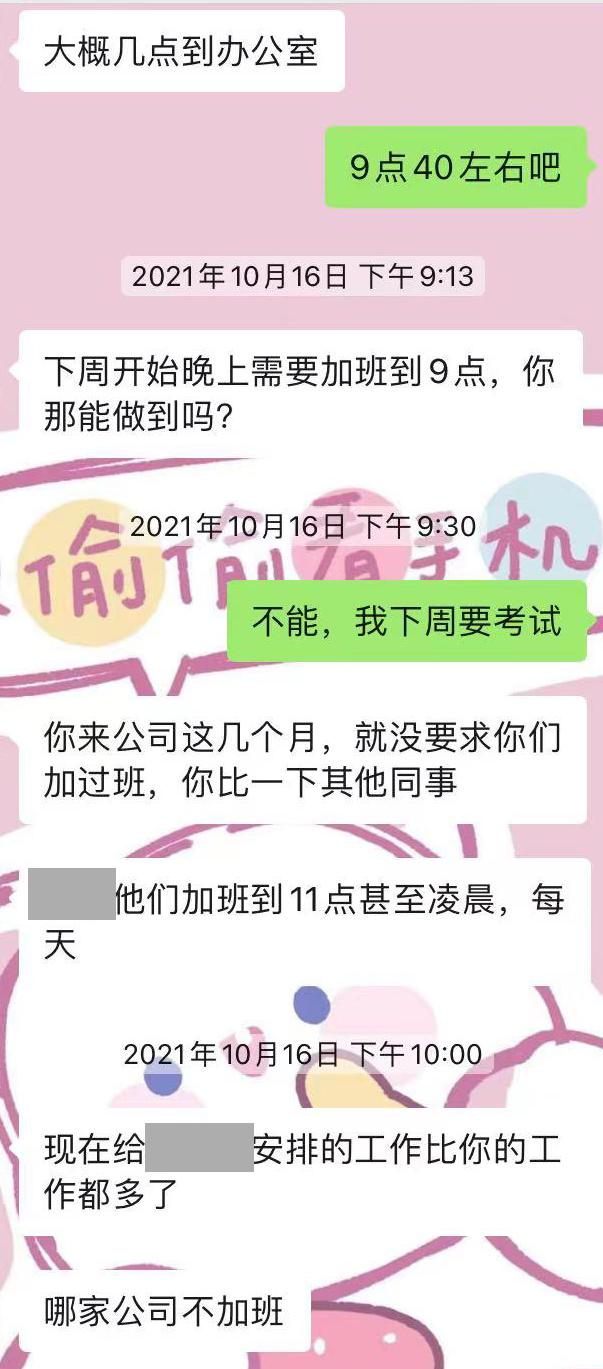 大概几点到办公室
9点40左右吧
2021年10月16日 下午9:13
下周开始晚上需要加班到9点，你
那能做到吗？
2021年10月16日 下午9:30
偷偷看手机
不能，我下周要考试
你来公司这几个月，就没要求你们
加过班，你比一下其他同事
他们加班到11点甚至凌晨，每
天
2021年10月16日 下午10:00
现在给 安排的工作比你的工
作都多了
哪家公司不加班